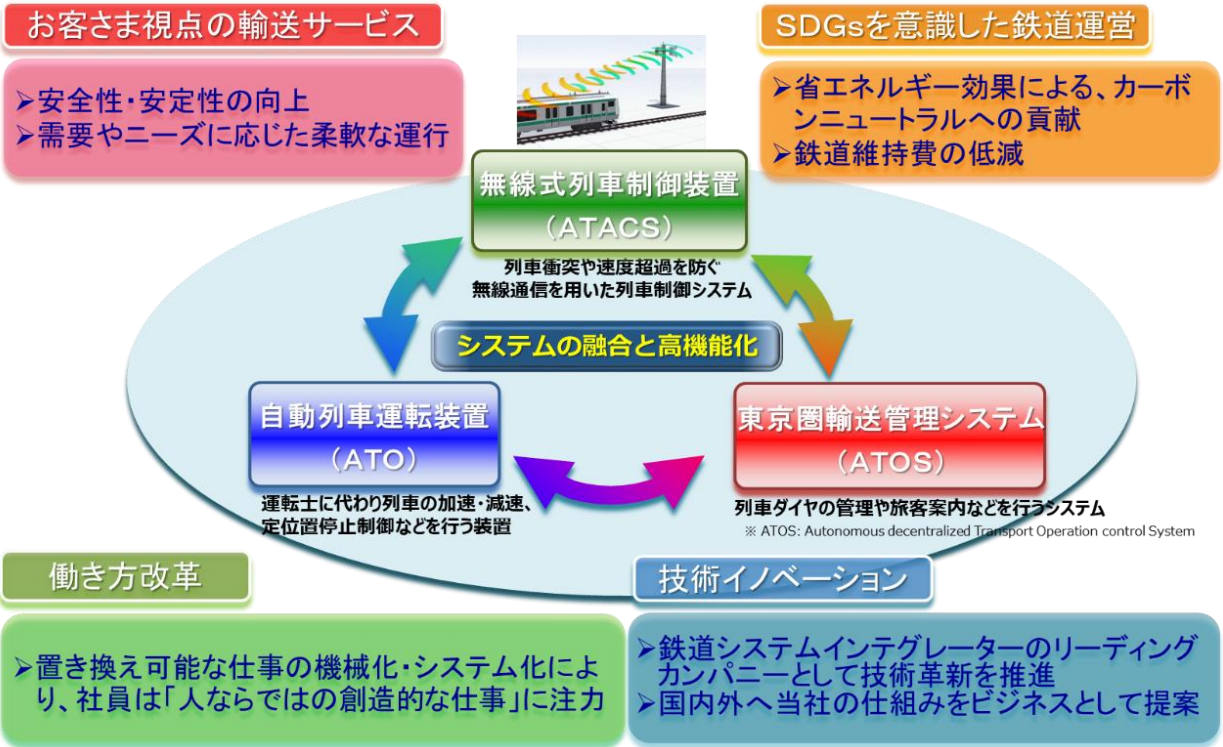 お客さま視点の輸送サービス
➢安全性・安定性の向上
➢需要やニーズに応じた柔軟な運行
SDGsを意識した鉄道運営
➢省エネルギー効果による、カーボ
ンニュートラルへの貢献
➢鉄道維持費の低減
無線式列車制御装置
（ATACS）
列車衝突や速度超過を防ぐ
無線通信を用いた列車制御システム
システムの融合と高機能化
自動列車運転装置
（ATO）
運転士に代わり列車の加速・減速、
定位置停止制御などを行う装置
東京圏輸送管理システム
（ATOS）
列車ダイヤの管理や旅客案内などを行うシステム
※ ATOS: Autonomous decentralized Transport Operation control System
働き方改革
➢置き換え可能な仕事の機械化・システム化によ
り、社員は「人ならではの創造的な仕事」に注力
技術イノベーション
➢鉄道システムインテグレーターのリーディング
カンパニーとして技術革新を推進
➢国内外へ当社の仕組みをビジネスとして提案